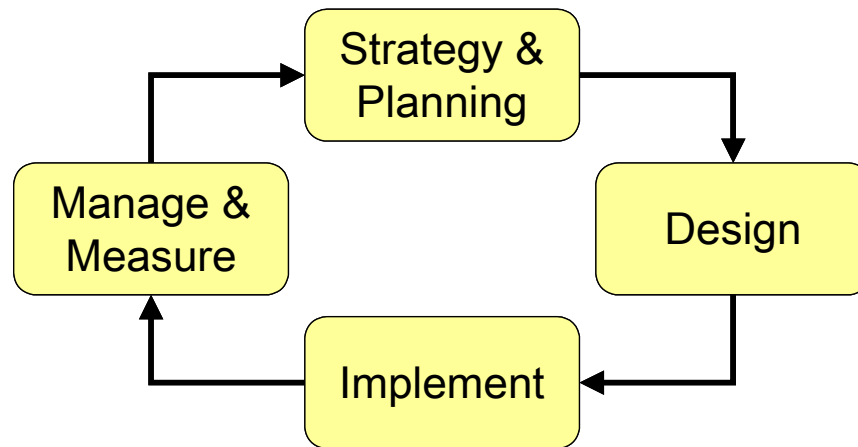 Strategy &
Planning
Manage &
Measure
Design
Implement